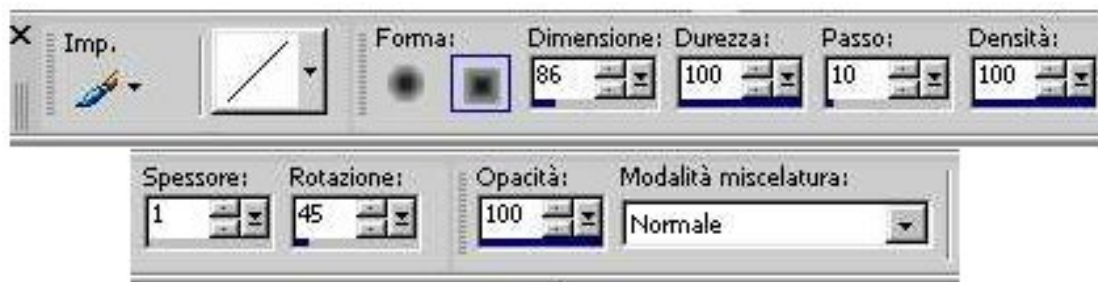 Imp. Forma: Dimensione: Durezza: Passo: Densità:
86 100 10 100
Spessore: Rotazione: Opacità: Modalità miscelatura:
1 45 100 Normale